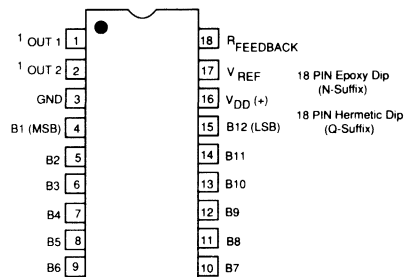 1 OUT 1 1 18 RFEEDBACK
1 OUT 2 2 17 VREF
GND 3 16 VDD (+)
B1 (MSB) 4 15 B12 (LSB)
B2 5 14 B11
B3 6 13 B10
B4 7 12 B9
B5 8 11 B8
B6 9 10 B7
18 PIN Epoxy Dip
(N-Suffix)
18 PIN Hermetic Dip
(Q-Suffix)